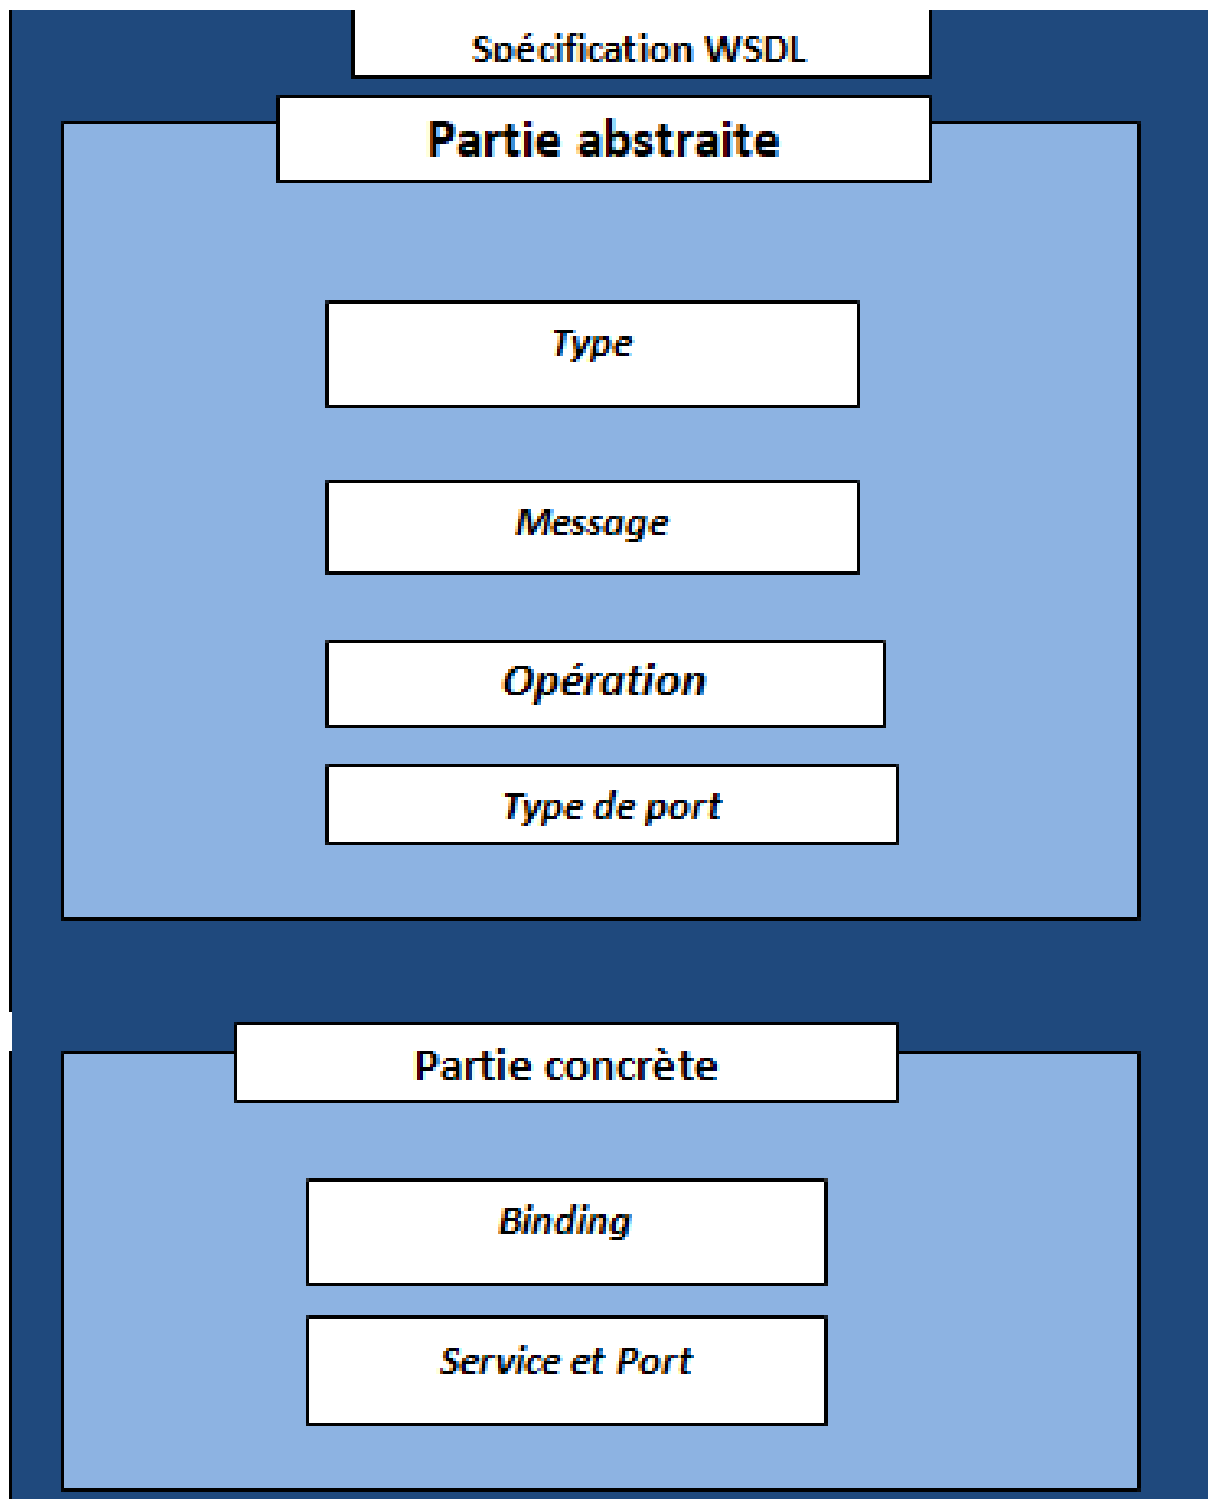 Spécification WSDL
Partie abstraite
Type
Message
Opération
Type de port
Partie concrète
Binding
Service et Port